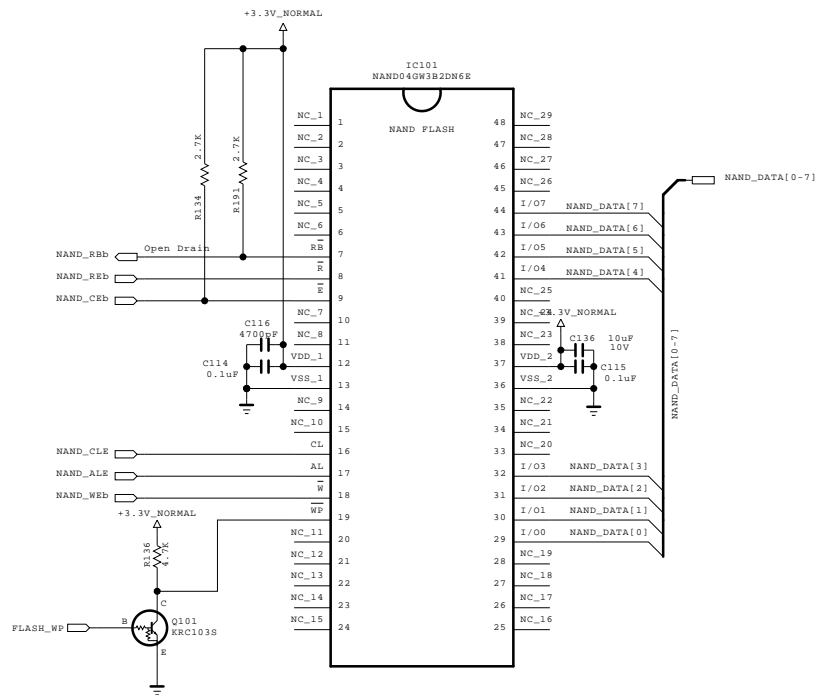 +3.3V_NORMAL
IC101
NAND04GW3B2DN6E
NAND FLASH
R134
2.7K
R191
2.7K
NC_1 1
NC_2 2
NC_3 3
NC_4 4
NC_5 5
NC_6 6
NAND_RBb Open Drain RB 7
NAND_REb R 8
NAND_CEb E 9
NC_7 10
NC_8 11
VDD_1 12
VSS_1 13
NC_9 14
NC_10 15
NAND_CLE CL 16
NAND_ALE AL 17
NAND_WEb W 18
WP 19
NC_11 20
NC_12 21
NC_13 22
NC_14 23
NC_15 24
C116
4700pF
C114
0.1uF
+3.3V_NORMAL
R136
4.7K
FLASH_WP
B
C
E
Q101
KRC103S
48 NC_29
47 NC_28
46 NC_27
45 NC_26
44 I/O7 NAND_DATA[7]
43 I/O6 NAND_DATA[6]
42 I/O5 NAND_DATA[5]
41 I/O4 NAND_DATA[4]
40 NC_25
39 NC_24
38 NC_23
37 VDD_2
36 VSS_2
35 NC_22
34 NC_21
33 NC_20
32 I/O3 NAND_DATA[3]
31 I/O2 NAND_DATA[2]
30 I/O1 NAND_DATA[1]
29 I/O0 NAND_DATA[0]
28 NC_19
27 NC_18
26 NC_17
25 NC_16
+3.3V_NORMAL
C136 10uF
10V
C115
0.1uF
NAND_DATA[0-7]
NAND_DATA[0-7]